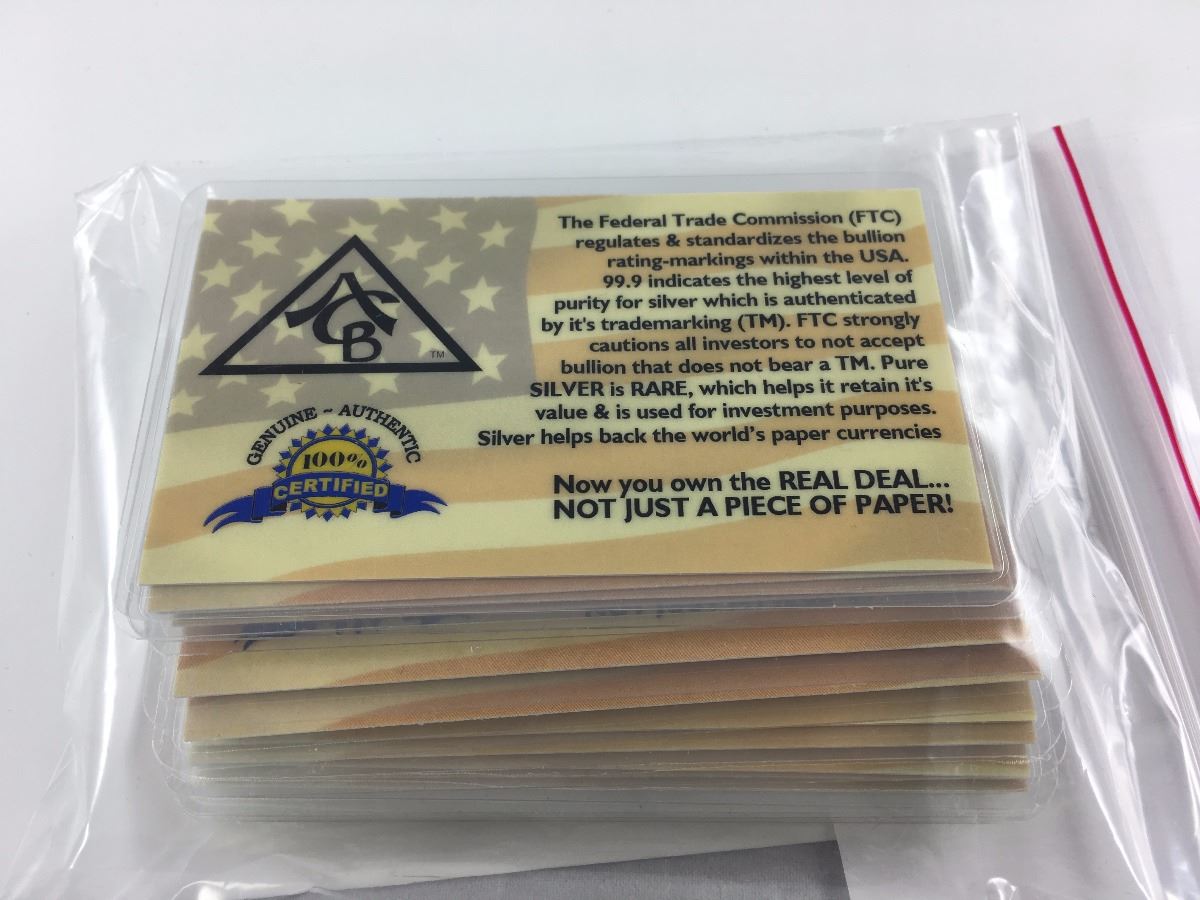 ACB
TM
GENUINE ~ AUTHENTIC
100%
CERTIFIED
The Federal Trade Commission (FTC)
regulates & standardizes the bullion
rating-markings within the USA.
99.9 indicates the highest level of
purity for silver which is authenticated
by it's trademarking (TM). FTC strongly
cautions all investors to not accept
bullion that does not bear a TM. Pure
SILVER is RARE, which helps it retain it's
value & is used for investment purposes.
Silver helps back the world's paper currencies
Now you own the REAL DEAL...
NOT JUST A PIECE OF PAPER!